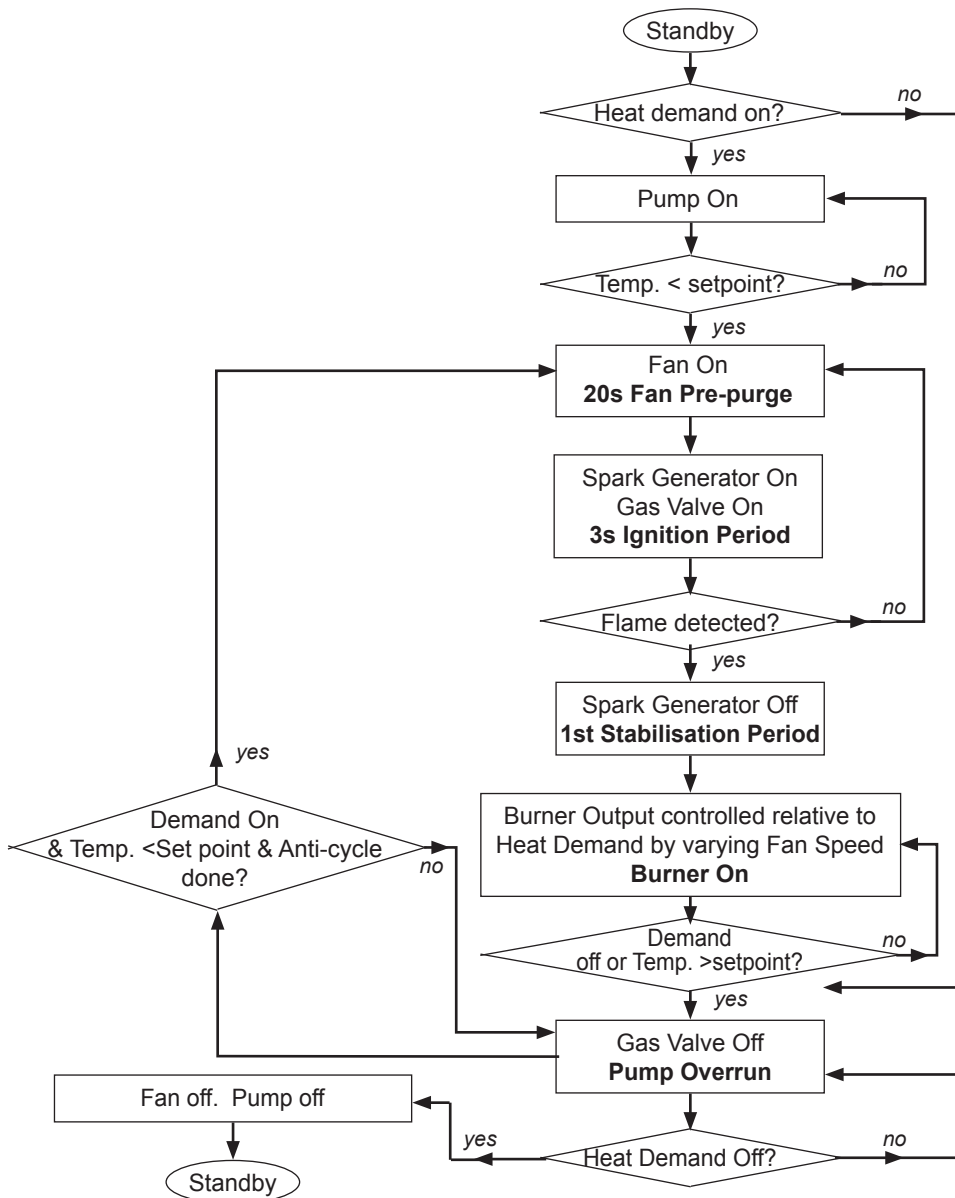 Standby
Heat demand on?
no
yes
Pump On
Temp. < setpoint?
no
yes
Fan On
20s Fan Pre-purge
Spark Generator On
Gas Valve On
3s Ignition Period
Flame detected?
no
yes
Spark Generator Off
1st Stabilisation Period
yes
Demand On
& Temp. <Set point & Anti-cycle
done?
no
Burner Output controlled relative to
Heat Demand by varying Fan Speed
Burner On
Demand
off or Temp. >setpoint?
no
yes
Gas Valve Off
Pump Overrun
Fan off. Pump off
yes
Heat Demand Off?
no
Standby